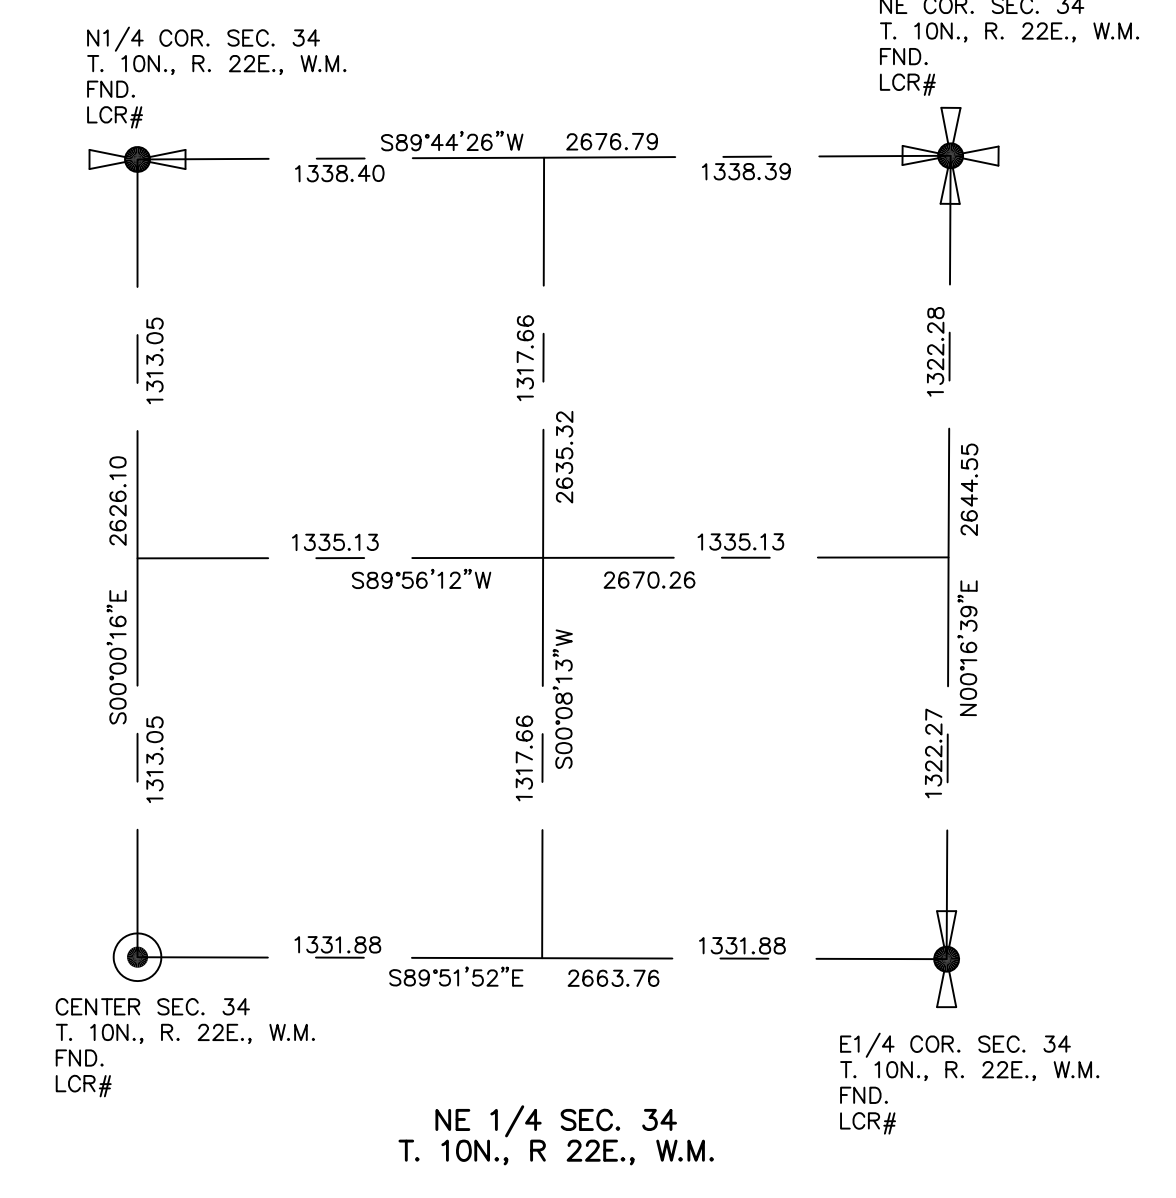 NE COR. SEC. 34
T. 10N., R. 22E., W.M.
FND.
LCR#
N1/4 COR. SEC. 34
T. 10N., R. 22E., W.M.
FND.
LCR#
S89°44'26"W 2676.79
1338.40
1338.39
1313.05
1317.66
1322.28
2626.10
2635.32
2644.55
1335.13
1335.13
S89°56'12"W
2670.26
S00°00'16"E
S00°08'13"W
N00°16'39"E
1313.05
1317.66
1322.27
1331.88
1331.88
S89°51'52"E 2663.76
CENTER SEC. 34
T. 10N., R. 22E., W.M.
FND.
LCR#
E1/4 COR. SEC. 34
T. 10N., R. 22E., W.M.
FND.
LCR#
NE 1/4 SEC. 34
T. 10N., R 22E., W.M.